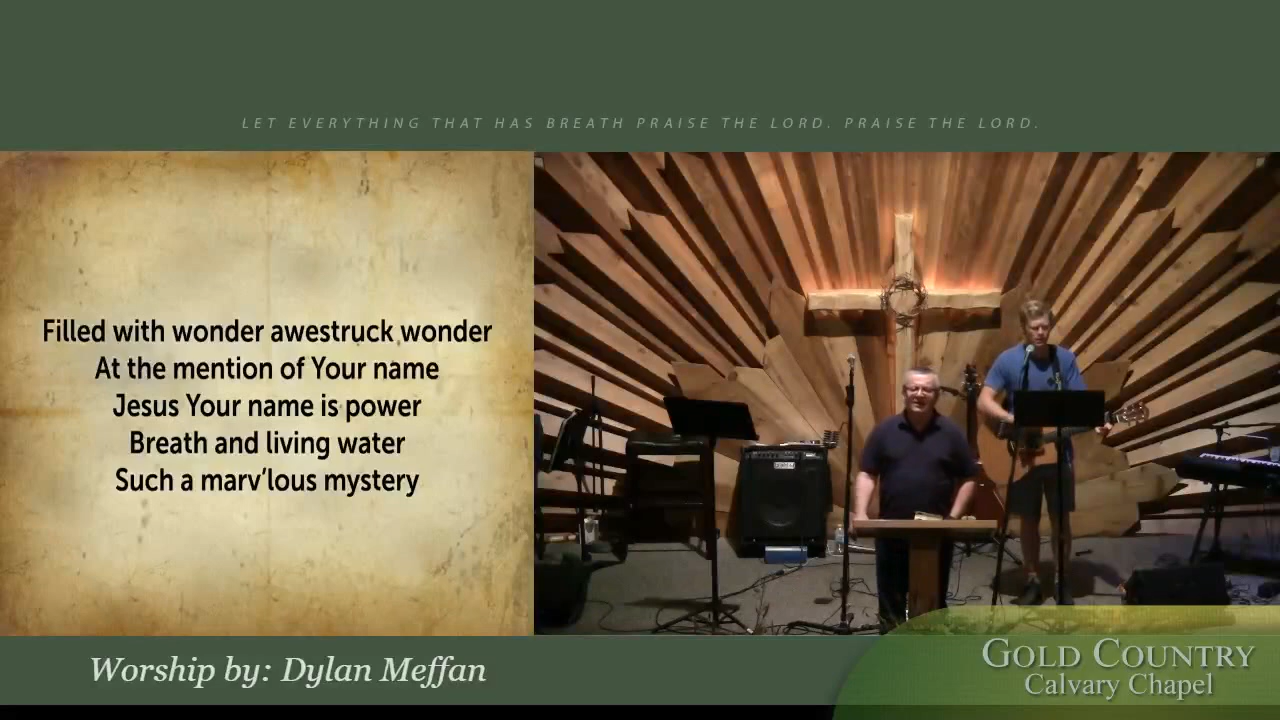 LET EVERYTHING THAT HAS BREATH PRAISE THE LORD. PRAISE THE LORD.
Filled with wonder awestruck wonder
At the mention of Your name
Jesus Your name is power
Breath and living water
Such a marv'lous mystery
Worship by: Dylan Meffan
GOLD COUNTRY
Calvary Chapel